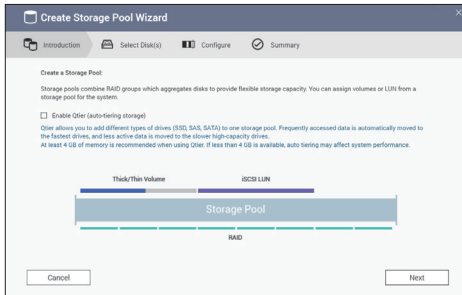 Create Storage Pool Wizard
Introduction
Select Disk(s)
Configure
Summary
Create a Storage Pool:
Storage pools combine RAID groups which aggregates disks to provide flexible storage capacity. You can assign volumes or LUN from a
storage pool for the system.
Enable Qtier (auto-tiering storage)
Qtier allows you to add different types of drives (SSD, SAS, SATA) to one storage pool. Frequently accessed data is automatically moved to
the fastest drives, and less active data is moved to the slower high-capacity drives.
At least 4 GB of memory is recommended when using Qtier. If less than 4 GB is available, auto tiering may affect system performance.
Thick/Thin Volume
iSCSI LUN
Storage Pool
RAID
Cancel
Next